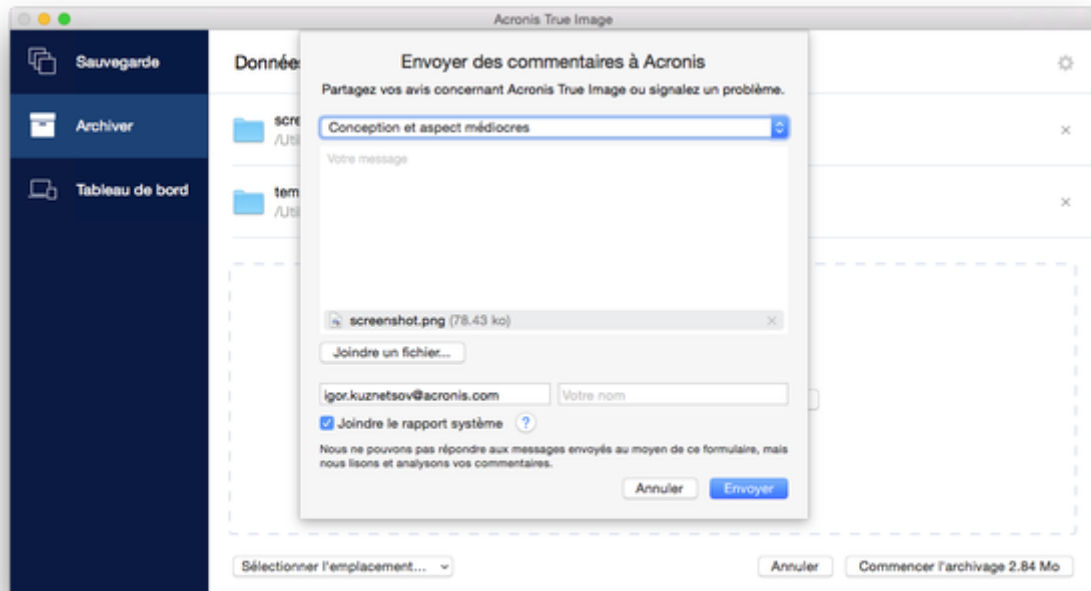 Acronis True Image
Sauvegarde
Archiver
Tableau de bord
Donnée
scre
/Uti
tem
/Uti
Envoyer des commentaires à Acronis
Partagez vos avis concernant Acronis True Image ou signalez un problème.
Conception et aspect médiocres
Votre message
screenshot.png (78.43 ko)
Joindre un fichier...
igor.kuznetsov@acronis.com
Votre nom
Joindre le rapport système ?
Nous ne pouvons pas répondre aux messages envoyés au moyen de ce formulaire, mais
nous lisons et analysons vos commentaires.
Annuler
Envoyer
Sélectionner l'emplacement...
Annuler
Commencer l'archivage 2.84 Mo